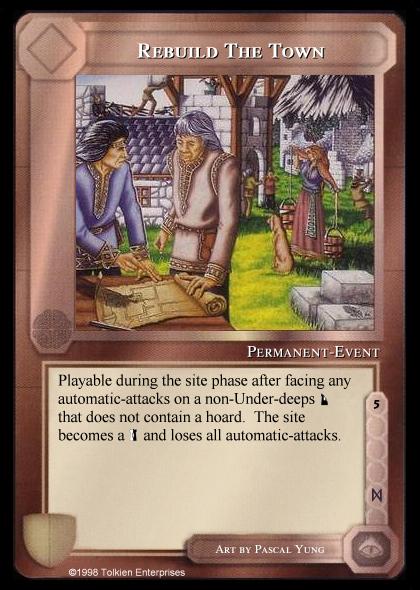 Rebuild The Town
Permanent-Event
Playable during the site phase after facing any
automatic-attacks on a non-Under-deeps
that does not contain a hoard. The site
becomes a and loses all automatic-attacks.
5
Art by Pascal Yung
©1998 Tolkien Enterprises